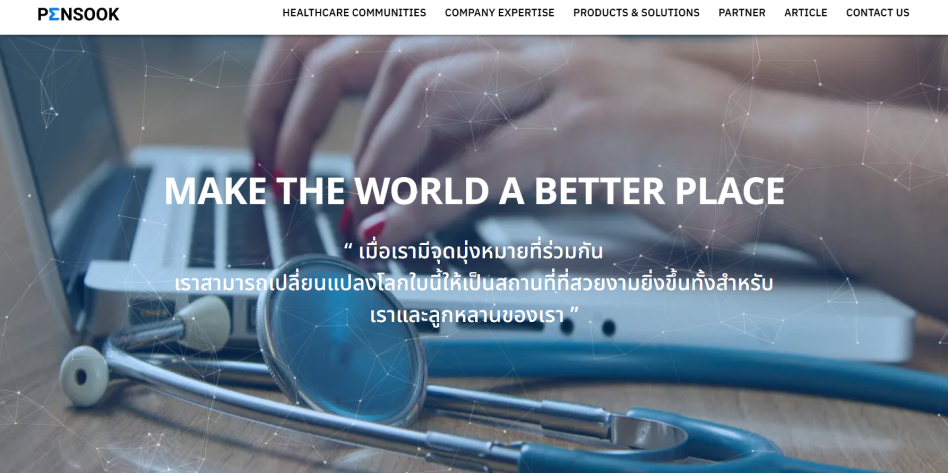 PΣNSOOK
HEALTHCARE COMMUNITIES COMPANY EXPERTISE PRODUCTS & SOLUTIONS PARTNER ARTICLE CONTACT US
MAKE THE WORLD A BETTER PLACE
“ เมื่อเรามีจุดมุ่งหมายที่ร่วมกัน
เราสามารถเปลี่ยนแปลงโลกใบนี้ให้เป็นสถานที่ที่สวยงามยิ่งขึ้นทั้งสำหรับ
เราและลูกหลานของเรา ”